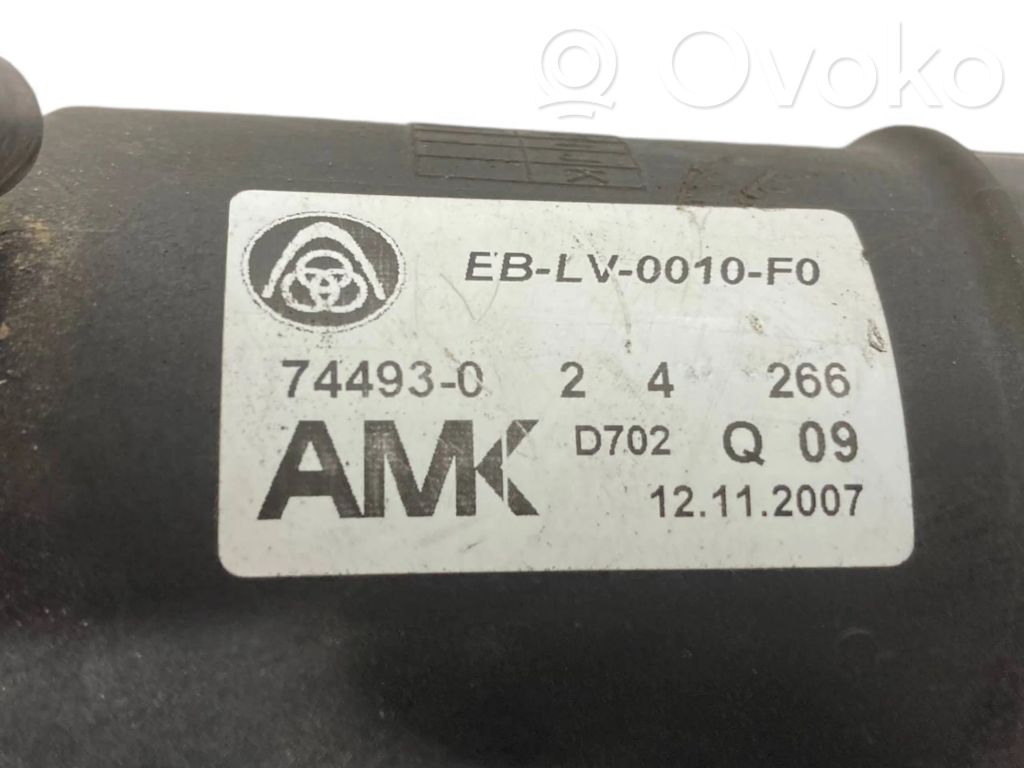 Ovoko
EB-LV-0010-F0
74493-0 2 4 266
AMK D702 Q 09
12.11.2007